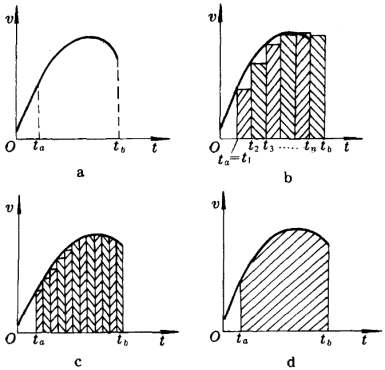 v
O t_a t_b t
a
v
O t_2 t_3 ...... t_n t_b t
t_a=t_1
b
v
O t_a t_b t
c
v
O t_a t_b t
d